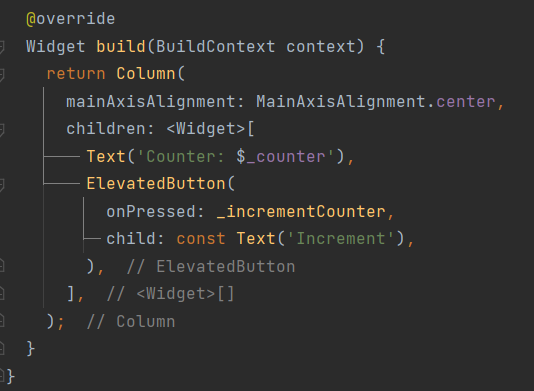 @override
Widget build(BuildContext context) {
return Column(
mainAxisAlignment: MainAxisAlignment.center,
children: <Widget>[
Text('Counter: $_counter'),
ElevatedButton(
onPressed: _incrementCounter,
child: const Text('Increment'),
), // ElevatedButton
], // <Widget>[]
); // Column
}
}